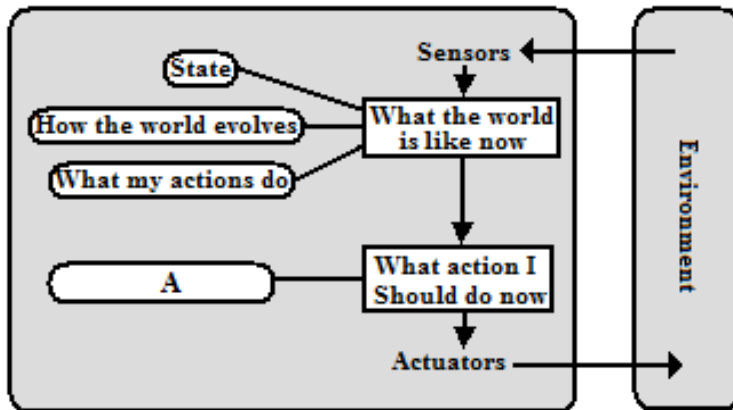 Sensors
State
How the world evolves
What the world
is like now
What my actions do
A
What action I
Should do now
Actuators
Environment